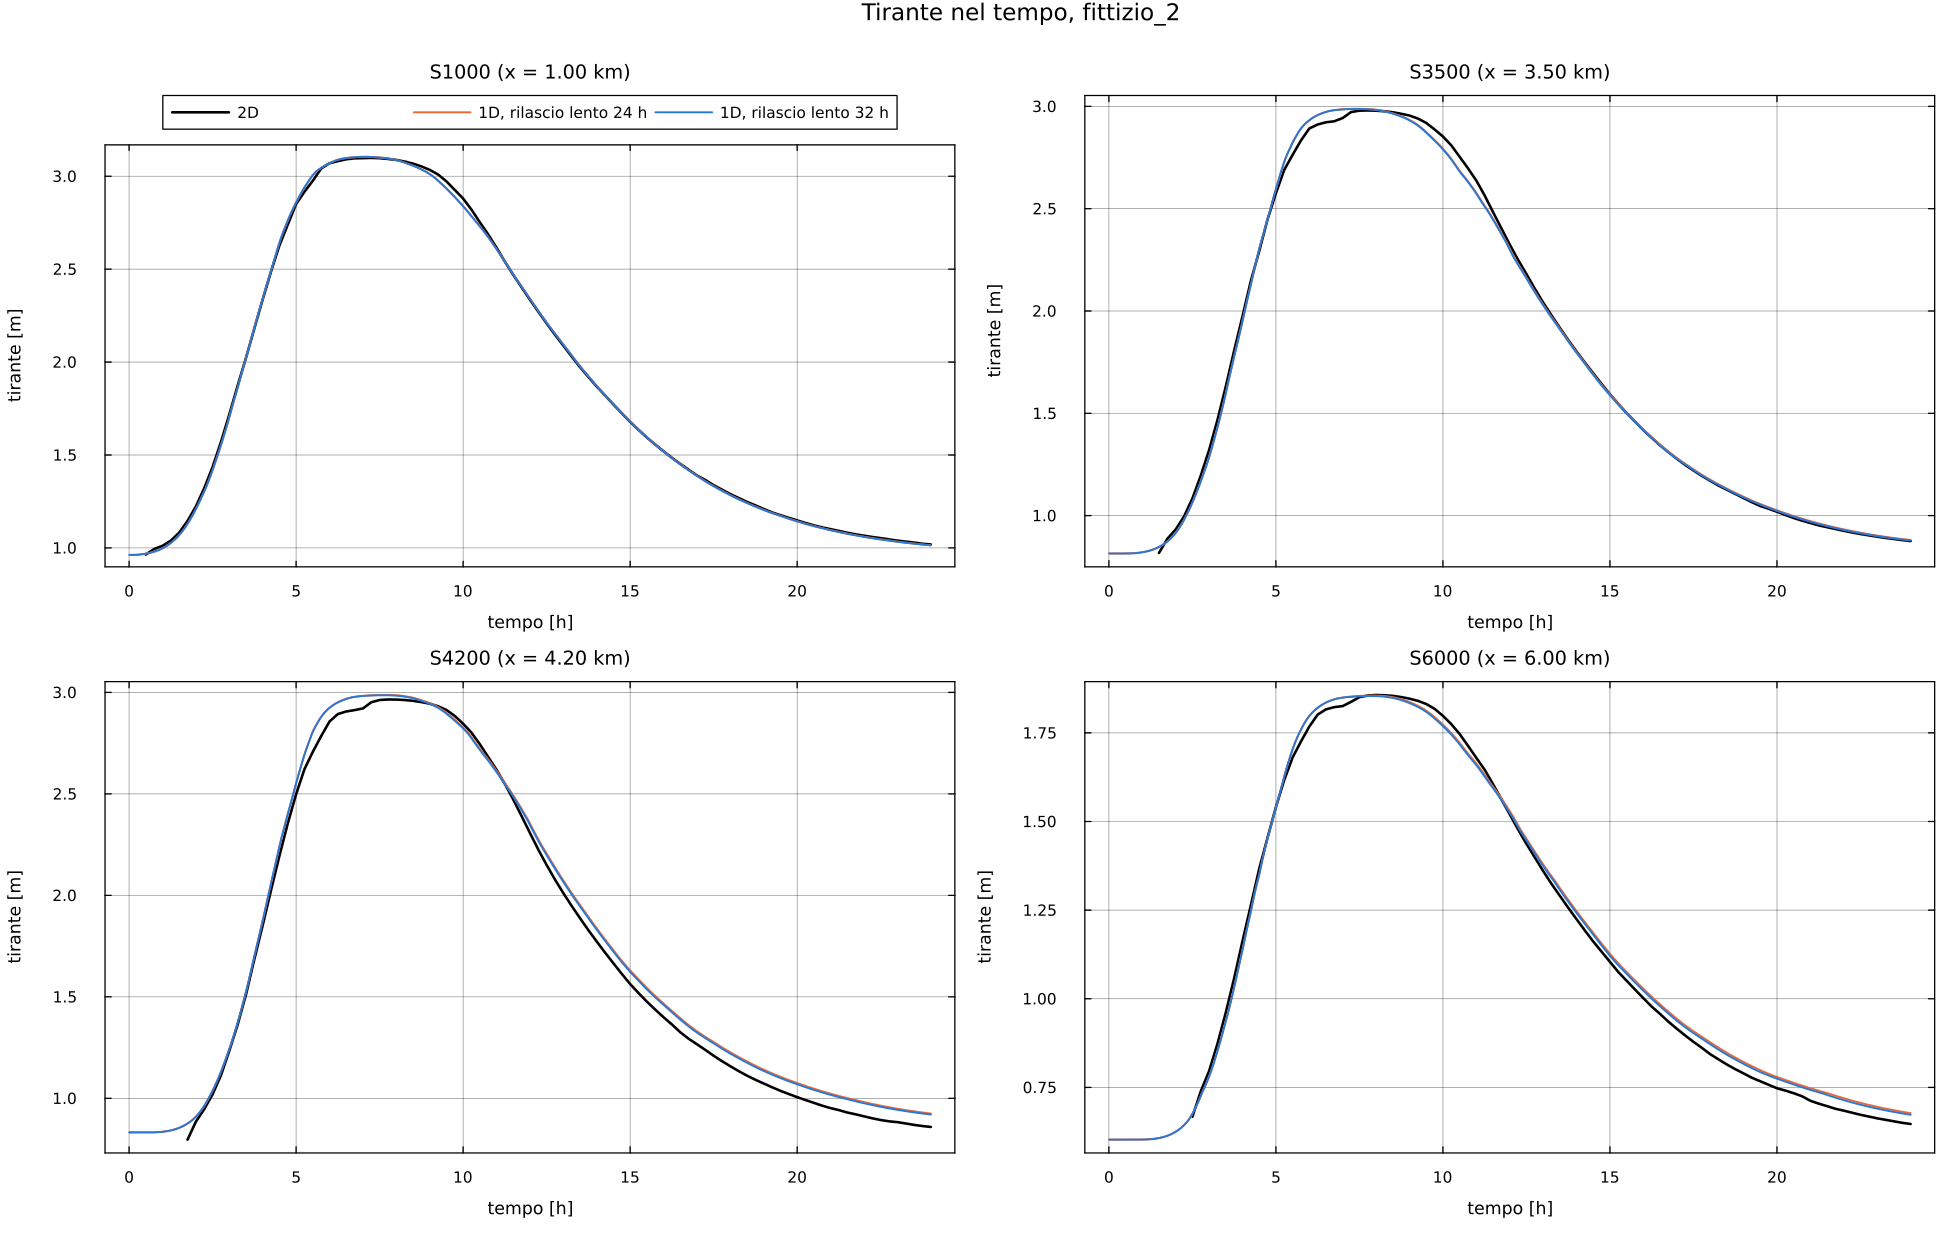 Tirante nel tempo, fittizio_2
S1000 (x = 1.00 km)
2D
1D, rilascio lento 24 h
1D, rilascio lento 32 h
tirante [m]
3.0
2.5
2.0
1.5
1.0
0 5 10 15 20
tempo [h]
S3500 (x = 3.50 km)
tirante [m]
3.0
2.5
2.0
1.5
1.0
0 5 10 15 20
tempo [h]
S4200 (x = 4.20 km)
tirante [m]
3.0
2.5
2.0
1.5
1.0
0 5 10 15 20
tempo [h]
S6000 (x = 6.00 km)
tirante [m]
1.75
1.50
1.25
1.00
0.75
0 5 10 15 20
tempo [h]